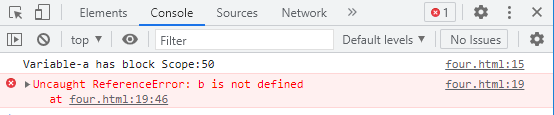 Elements Console Sources Network » 1
top Filter Default levels No Issues
Variable-a has block Scope:50 four.html:15
Uncaught ReferenceError: b is not defined four.html:19
at four.html:19:46